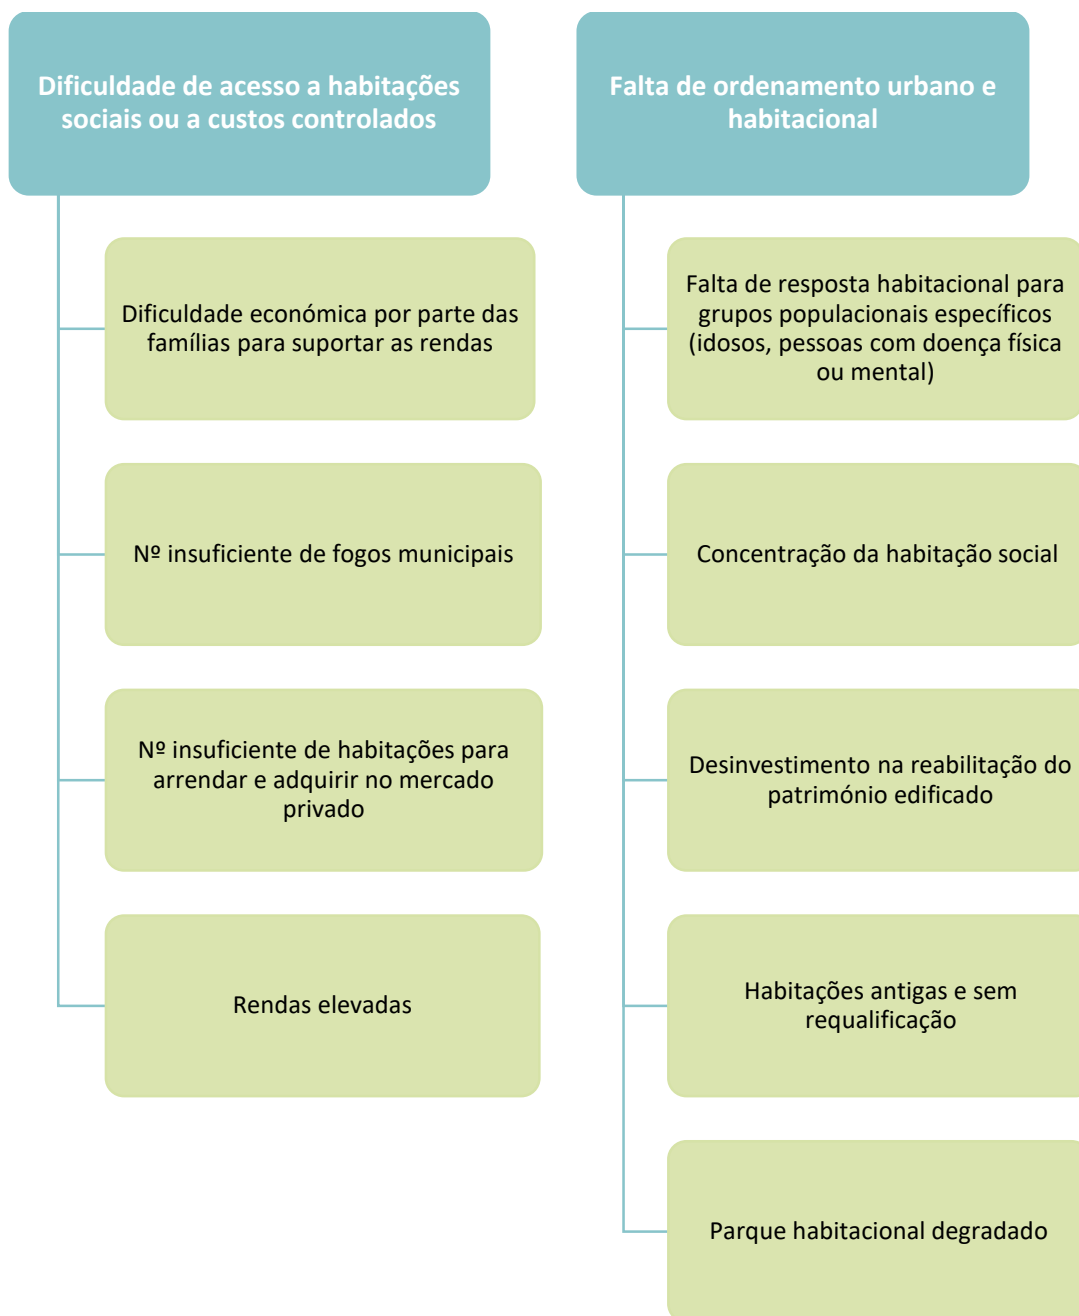 Dificuldade de acesso a habitações
sociais ou a custos controlados
Dificuldade económica por parte das
famílias para suportar as rendas
Nº insuficiente de fogos municipais
Nº insuficiente de habitações para
arrendar e adquirir no mercado
privado
Rendas elevadas
Falta de ordenamento urbano e
habitacional
Falta de resposta habitacional para
grupos populacionais específicos
(idosos, pessoas com doença física
ou mental)
Concentração da habitação social
Desinvestimento na reabilitação do
património edificado
Habitações antigas e sem
requalificação
Parque habitacional degradado